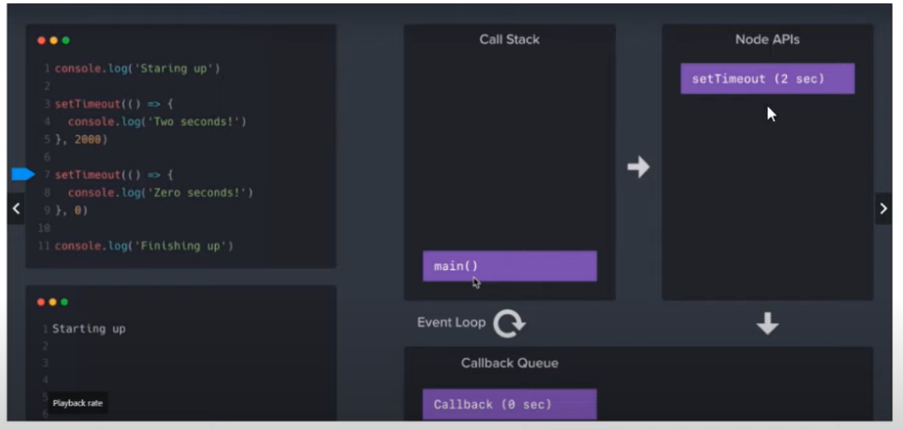 1 console.log('Staring up')
2
3 setTimeout(() => {
4 console.log('Two seconds!')
5 }, 2000)
6
7 setTimeout(() => {
8 console.log('Zero seconds!')
9 }, 0)
10
11 console.log('Finishing up')
1 Starting up
2
3
4
5
6
Playback rate
Call Stack
main()
Event Loop
Node APIs
setTimeout (2 sec)
Callback Queue
Callback (0 sec)